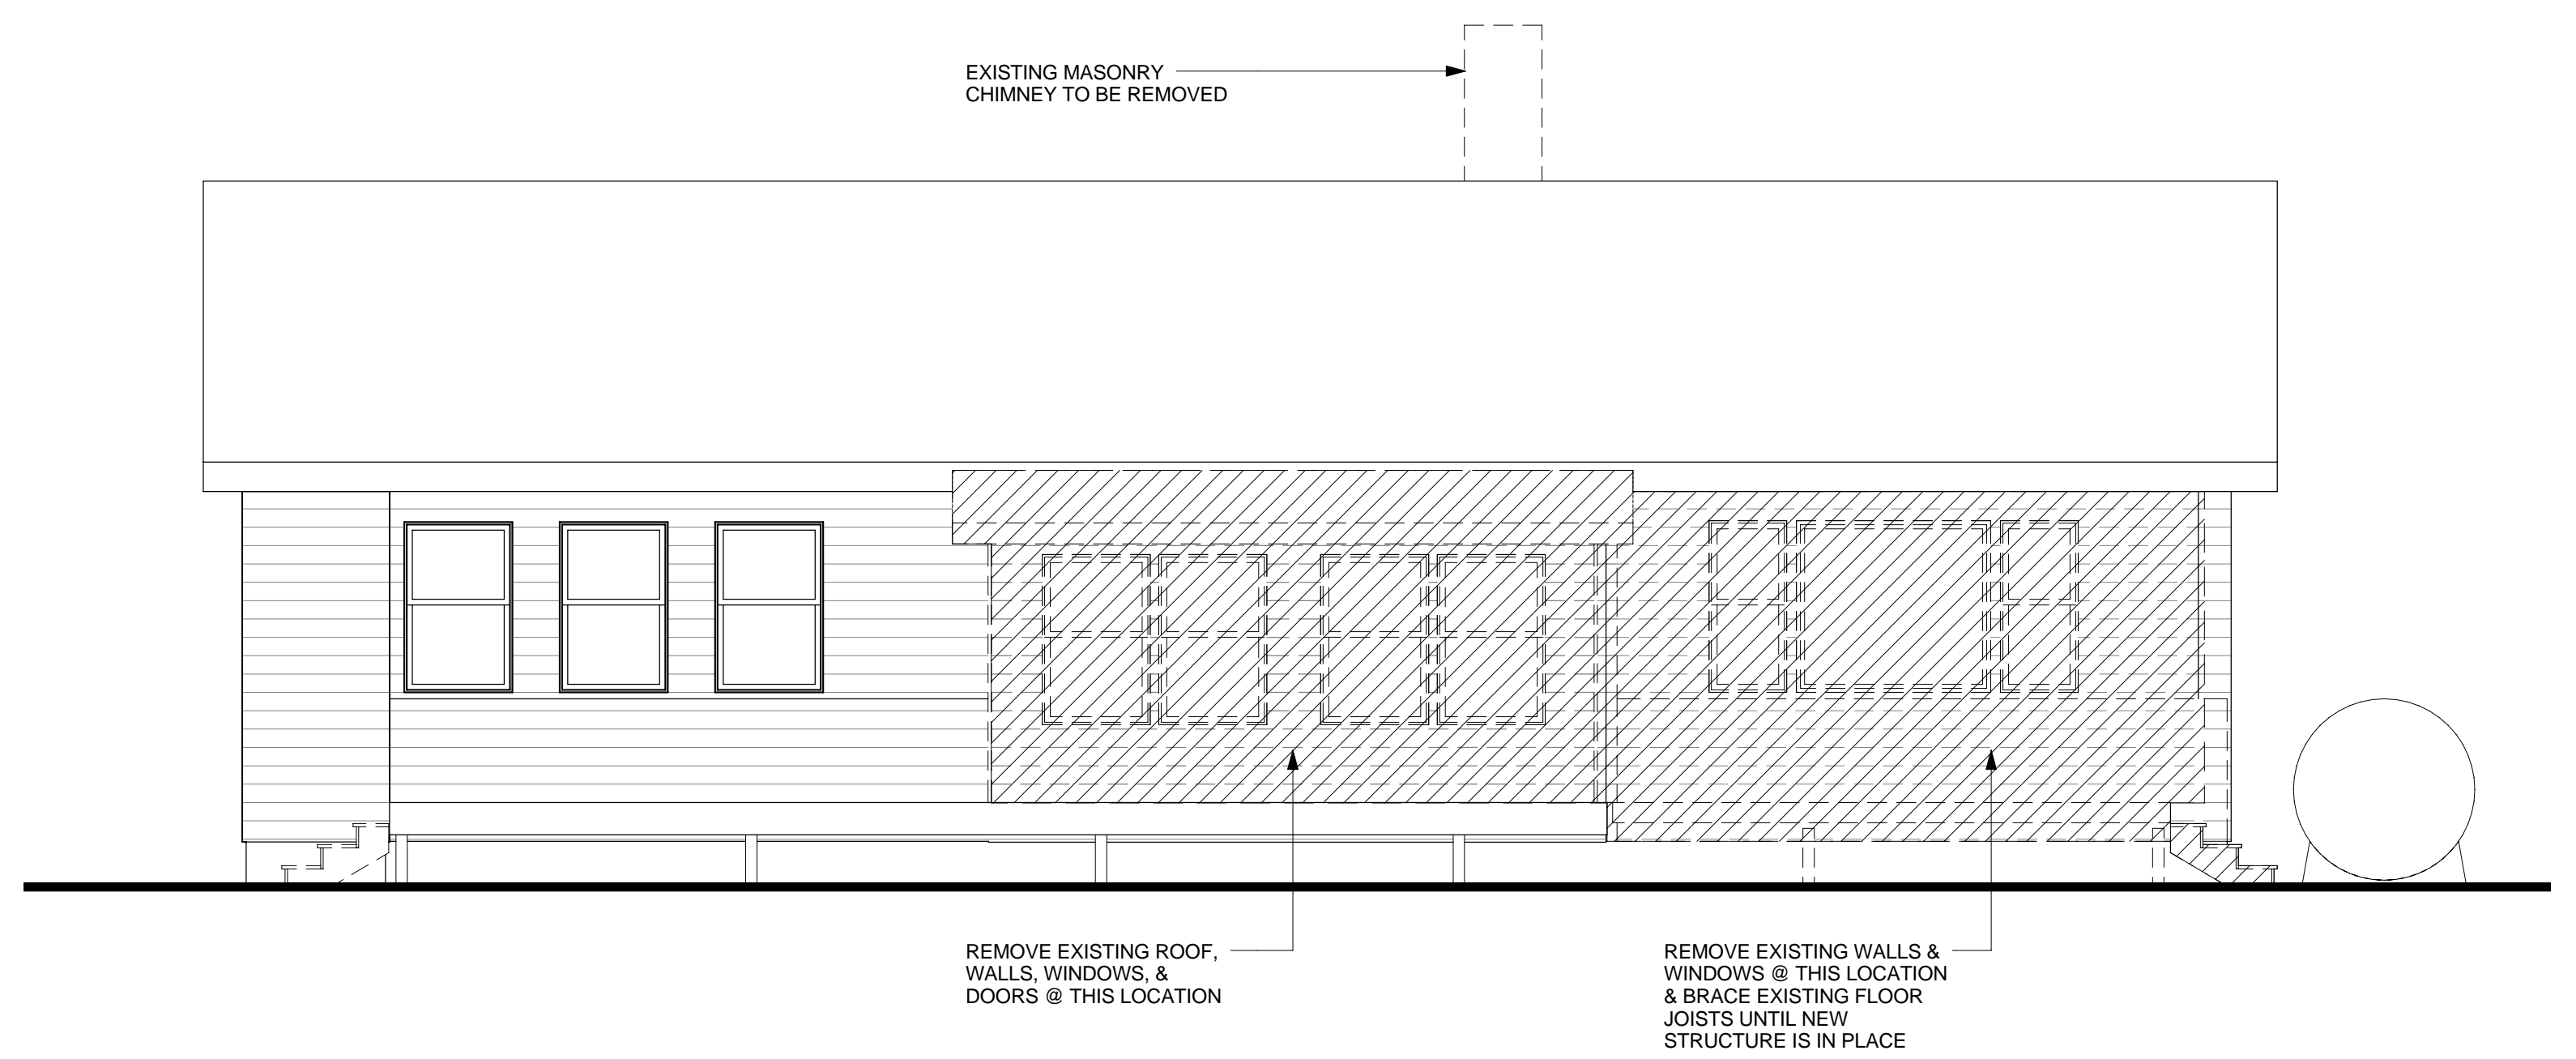 EXISTING MASONRY
CHIMNEY TO BE REMOVED
REMOVE EXISTING ROOF,
WALLS, WINDOWS, &
DOORS @ THIS LOCATION
REMOVE EXISTING WALLS &
WINDOWS @ THIS LOCATION
& BRACE EXISTING FLOOR
JOISTS UNTIL NEW
STRUCTURE IS IN PLACE